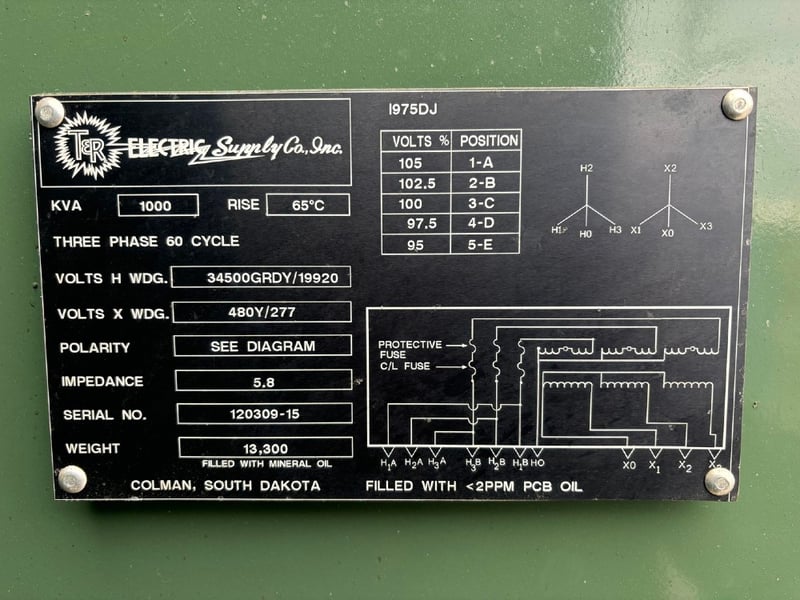 T&R ELECTRIC Supply Co., Inc.
KVA 1000 RISE 65°C
THREE PHASE 60 CYCLE
VOLTS H WDG. 34500GRDY/19920
VOLTS X WDG. 480Y/277
POLARITY SEE DIAGRAM
IMPEDANCE 5.8
SERIAL NO. 120309-15
WEIGHT 13,300
FILLED WITH MINERAL OIL
COLMAN, SOUTH DAKOTA FILLED WITH <2PPM PCB OIL
1975DJ
VOLTS % POSITION
105 1-A
102.5 2-B
100 3-C
97.5 4-D
95 5-E
H2 X2
H1 H0 H3 X1 X0 X3
PROTECTIVE
FUSE
C/L FUSE
H1A H2A H3A H3B H2B H1B HO X0 X1 X2